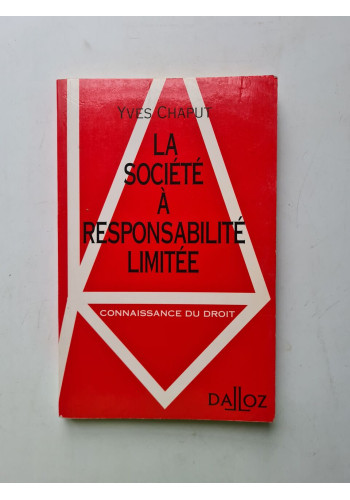 YVES CHAPUT
LA
SOCIÉTÉ
À
RESPONSABILITÉ
LIMITÉE
CONNAISSANCE DU DROIT
DALLOZ